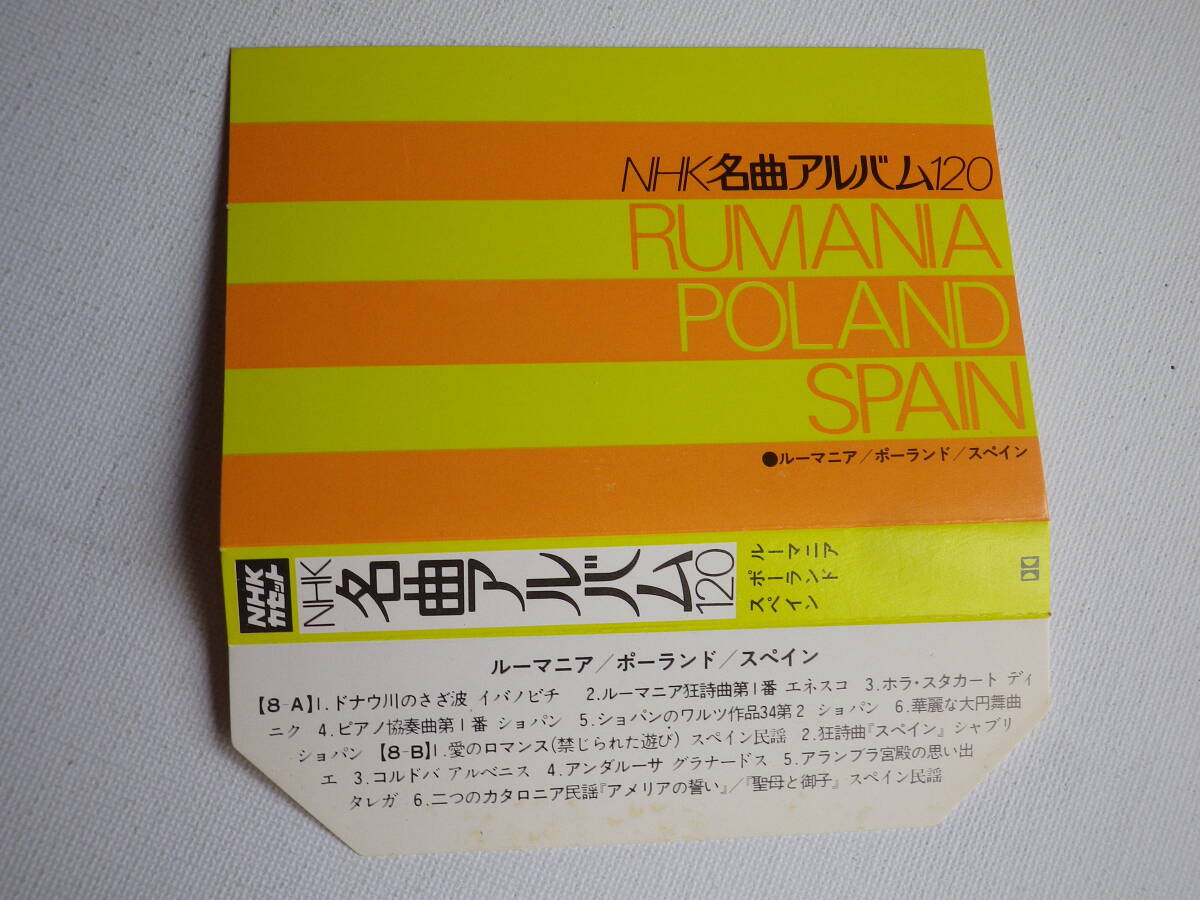 NHK名曲アルバム120
RUMANIA
POLAND
SPAIN
●ルーマニア/ポーランド/スペイン
NHK
カセット
NHK
名曲アルバム
120
ルーマニア
ポーランド
スペイン
ルーマニア/ポーランド/スペイン
【8-A】1.ドナウ川のさざ波 イバノビチ 2.ルーマニア狂詩曲第1番 エネスコ 3.ホラ・スタカート ディ
ニク 4.ピアノ協奏曲第1番 ショパン 5.ショパンのワルツ作品34第2 ショパン 6.華麗な大円舞曲
ショパン【8-B】1.愛のロマンス(禁じられた遊び) スペイン民謡 2.狂詩曲『スペイン』シャブリ
エ 3.コルドバ アルベニス 4.アンダルーサ グラナードス 5.アランブラ宮殿の思い出
タレガ 6.二つのカタロニア民謡『アメリアの誓い』/『聖母と御子』スペイン民謡